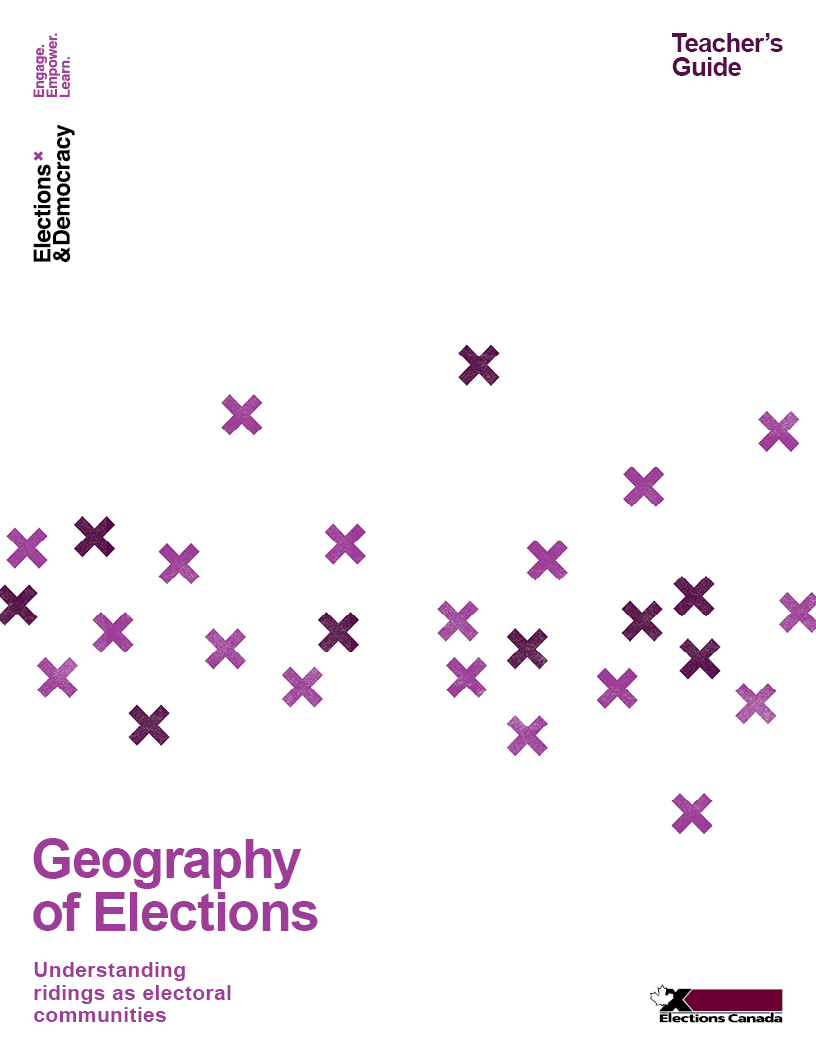 Engage.
Empower.
Learn.
Elections
& Democracy
Teacher’s
Guide
Geography
of Elections
Understanding
ridings as electoral
communities
Elections Canada